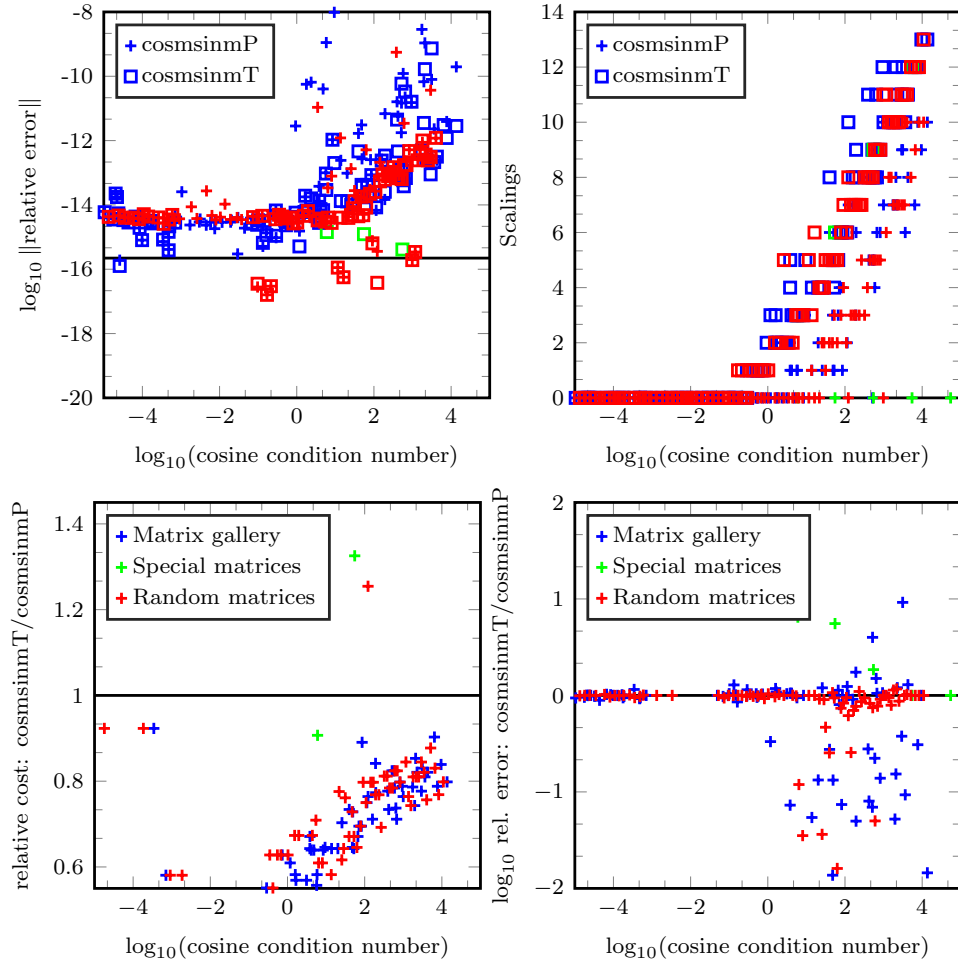 -8
-10
-12
-14
-16
-18
-20
−4
−2
0
2
4
log₁₀ ||relative error||
log₁₀(cosine condition number)
cosmsinmP
cosmsinmT
14
12
10
8
6
4
2
0
−4
−2
0
2
4
Scalings
log₁₀(cosine condition number)
cosmsinmP
cosmsinmT
1.4
1.2
1
0.8
0.6
−4
−2
0
2
4
relative cost: cosmsinmT/cosmsinmP
log₁₀(cosine condition number)
Matrix gallery
Special matrices
Random matrices
2
1
0
−1
−2
−4
−2
0
2
4
log₁₀ rel. error: cosmsinmT/cosmsinmP
log₁₀(cosine condition number)
Matrix gallery
Special matrices
Random matrices